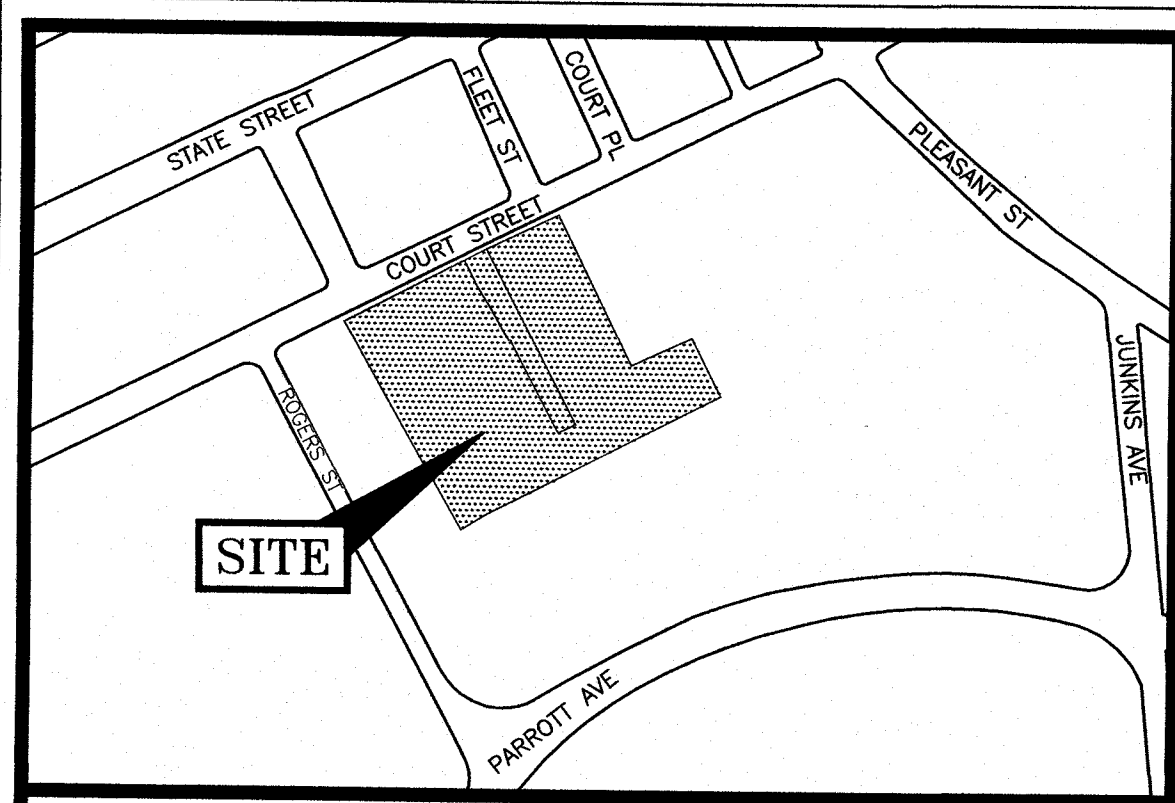 STATE STREET
FLEET ST
COURT PL
PLEASANT ST
COURT STREET
JUNKINS AVE
ROGERS ST
SITE
PARROTT AVE